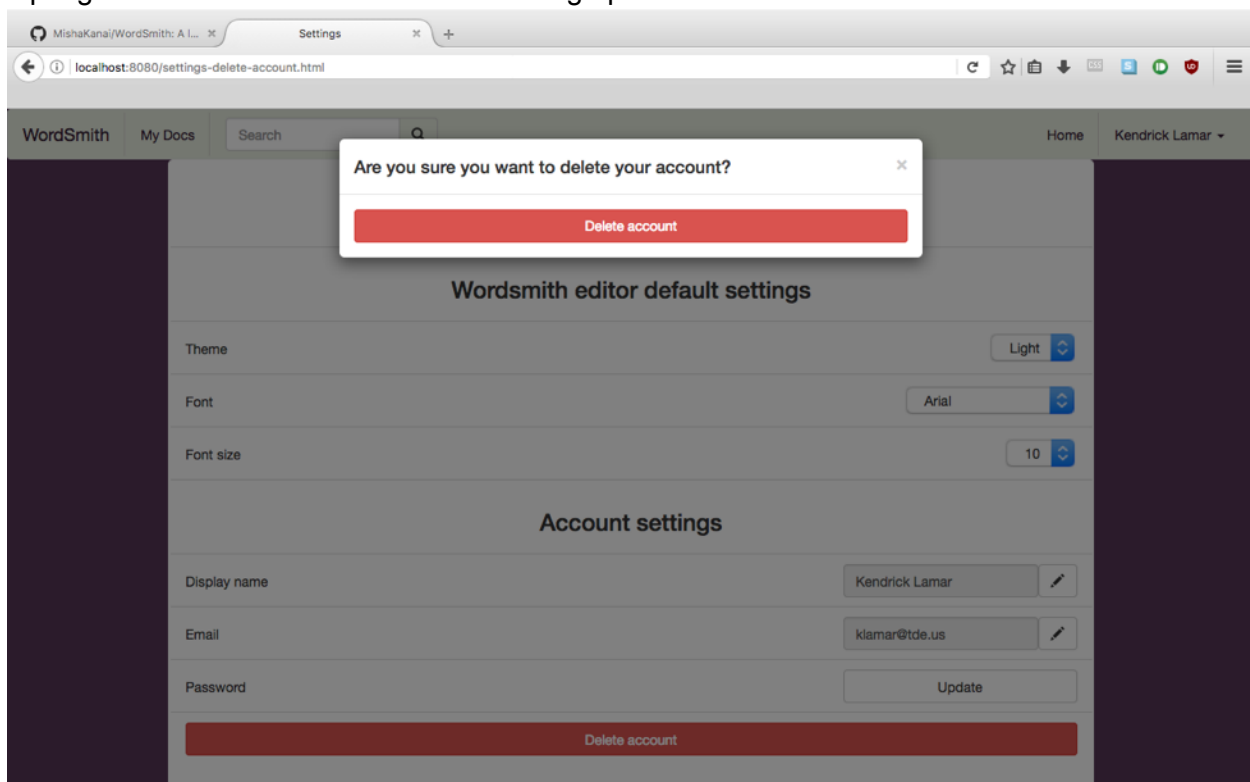 MishaKanai/WordSmith: A l... Settings
localhost:8080/settings-delete-account.html
WordSmith My Docs Search Home Kendrick Lamar
Are you sure you want to delete your account?
Delete account
Wordsmith editor default settings
Theme Light
Font Arial
Font size 10
Account settings
Display name Kendrick Lamar
Email klamar@tde.us
Password Update
Delete account